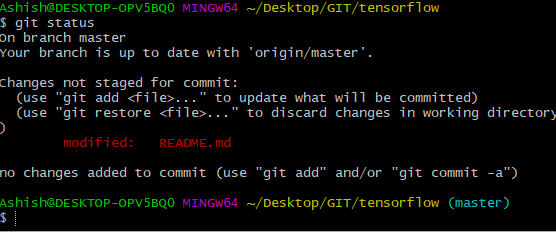 Ashish@DESKTOP-OPV5BQ0 MINGW64 ~/Desktop/GIT/tensorflow
$ git status
On branch master
Your branch is up to date with 'origin/master'.
Changes not staged for commit:
(use "git add <file>..." to update what will be committed)
(use "git restore <file>..." to discard changes in working directory
)
modified: README.md
no changes added to commit (use "git add" and/or "git commit -a")
Ashish@DESKTOP-OPV5BQ0 MINGW64 ~/Desktop/GIT/tensorflow (master)
$